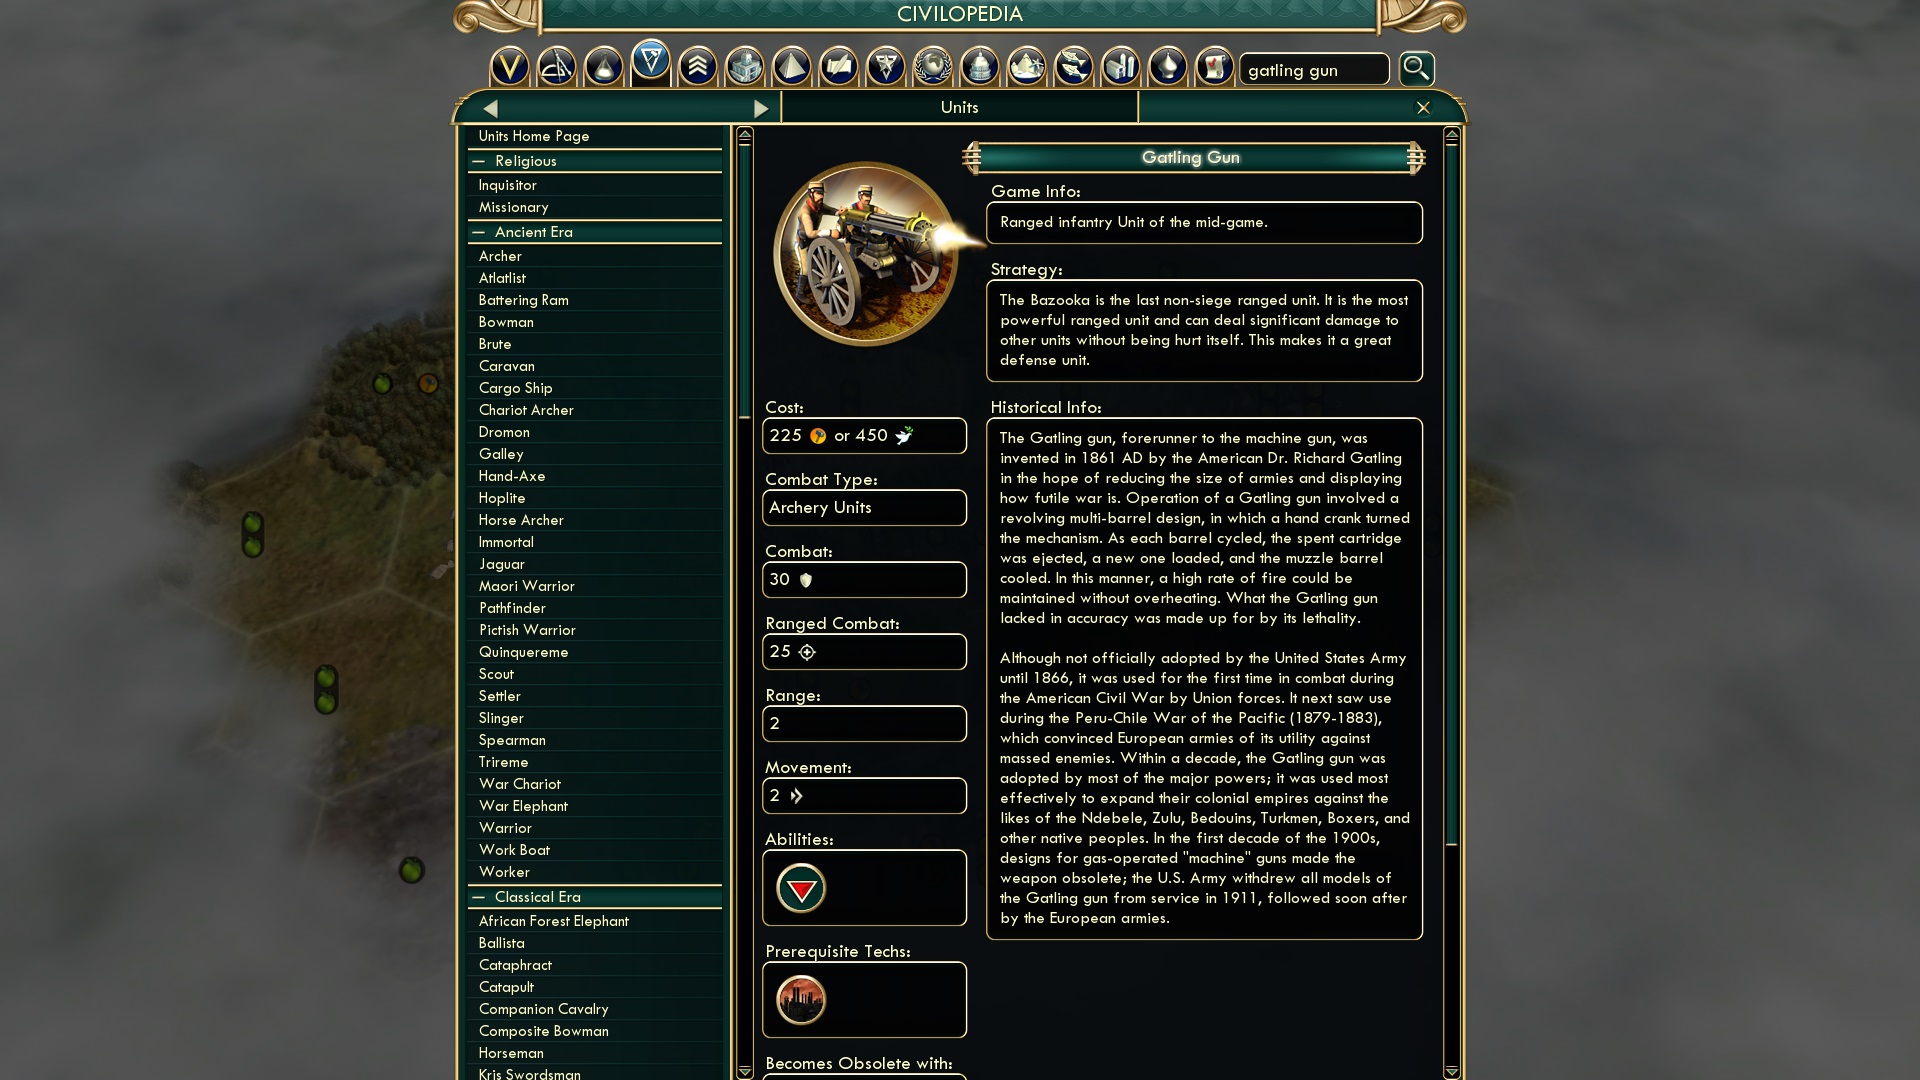 CIVILOPEDIA
gatling gun
Units
Units Home Page
Religious
Inquisitor
Missionary
Ancient Era
Archer
Atlatlist
Battering Ram
Bowman
Brute
Caravan
Cargo Ship
Chariot Archer
Dromon
Galley
Hand-Axe
Hoplite
Horse Archer
Immortal
Jaguar
Maori Warrior
Pathfinder
Pictish Warrior
Quinquereme
Scout
Settler
Slinger
Spearman
Trireme
War Chariot
War Elephant
Warrior
Work Boat
Worker
Classical Era
African Forest Elephant
Ballista
Cataphract
Catapult
Companion Cavalry
Composite Bowman
Horseman
Kris Swordsman
Cost:
225 or 450
Combat Type:
Archery Units
Combat:
30
Ranged Combat:
25
Range:
2
Movement:
2
Abilities:
Prerequisite Techs:
Becomes Obsolete with:
Gatling Gun
Game Info:
Ranged infantry Unit of the mid-game.
Strategy:
The Bazooka is the last non-siege ranged unit. It is the most
powerful ranged unit and can deal significant damage to
other units without being hurt itself. This makes it a great
defense unit.
Historical Info:
The Gatling gun, forerunner to the machine gun, was
invented in 1861 AD by the American Dr. Richard Gatling
in the hope of reducing the size of armies and displaying
how futile war is. Operation of a Gatling gun involved a
revolving multi-barrel design, in which a hand crank turned
the mechanism. As each barrel cycled, the spent cartridge
was ejected, a new one loaded, and the muzzle barrel
cooled. In this manner, a high rate of fire could be
maintained without overheating. What the Gatling gun
lacked in accuracy was made up for by its lethality.
Although not officially adopted by the United States Army
until 1866, it was used for the first time in combat during
the American Civil War by Union forces. It next saw use
during the Peru-Chile War of the Pacific (1879-1883),
which convinced European armies of its utility against
massed enemies. Within a decade, the Gatling gun was
adopted by most of the major powers; it was used most
effectively to expand their colonial empires against the
likes of the Ndebele, Zulu, Bedouins, Turkmen, Boxers, and
other native peoples. In the first decade of the 1900s,
designs for gas-operated "machine" guns made the
weapon obsolete; the U.S. Army withdrew all models of
the Gatling gun from service in 1911, followed soon after
by the European armies.